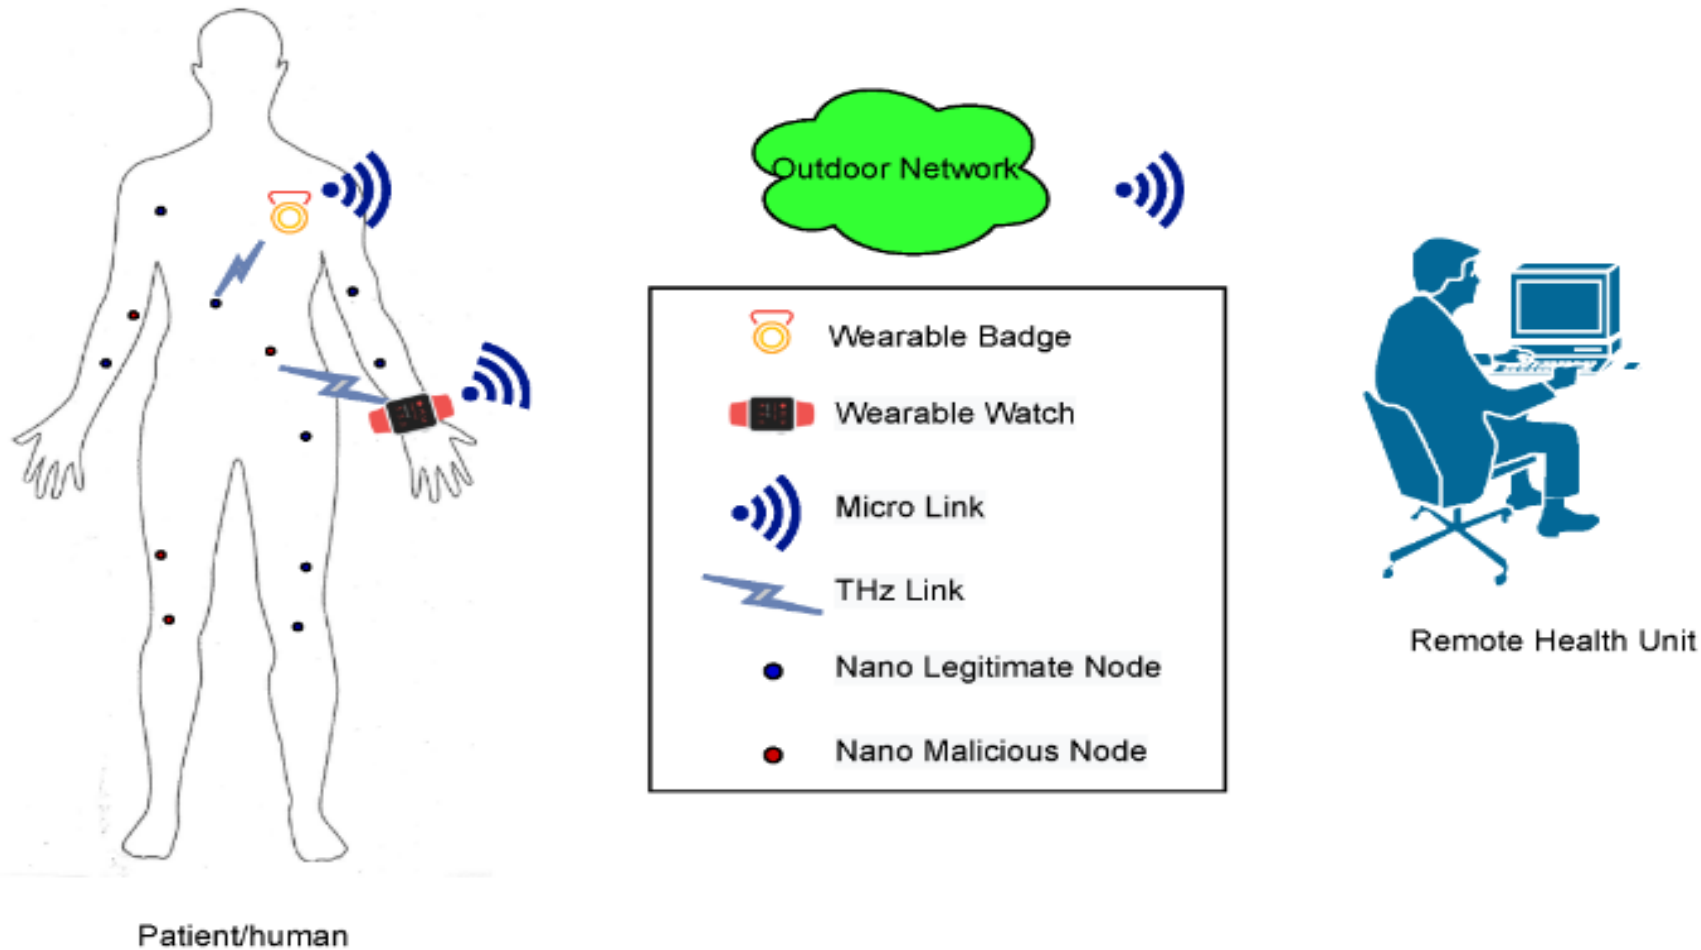 Outdoor Network
Wearable Badge
Wearable Watch
Micro Link
THz Link
Nano Legitimate Node
Nano Malicious Node
Remote Health Unit
Patient/human